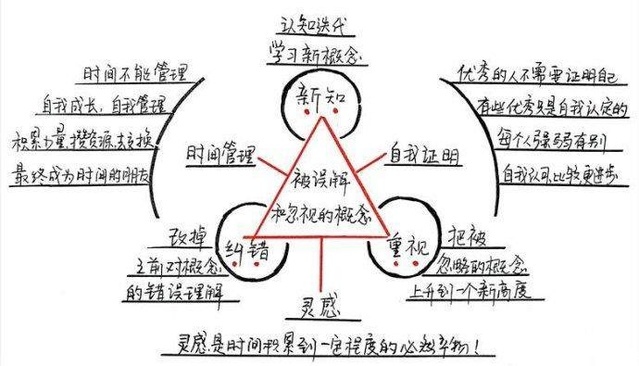 认知迭代
学习新概念
新知
时间不能管理
自我成长,自我管理
积累力量,攒资源,去交换
最终成为时间的朋友
优秀的人不需要证明自己
有些优秀只是自我认定的
每个人强弱有别
自我认可比较更进步
时间管理
自我证明
被误解
和忽视的概念
改掉
纠错
之前对概念
的错误理解
重视
把被
忽略的概念
上升到一个新高度
灵感
灵感是时间积累到一定程度的必然产物!